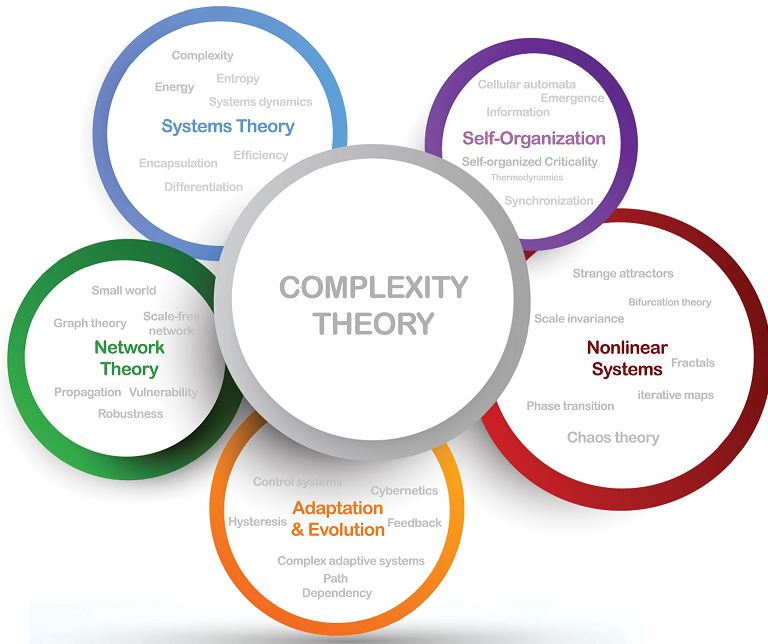 Complexity
Entropy
Energy
Systems dynamics
Systems Theory
Efficiency
Encapsulation
Differentiation
Cellular automata
Emergence
Information
Self-Organization
Self-organized Criticality
Thermodynamics
Synchronization
COMPLEXITY
THEORY
Small world
Scale-free
network
Graph theory
Network
Theory
Propagation
Vulnerability
Robustness
Strange attractors
Bifurcation theory
Scale invariance
Nonlinear
Systems
Fractals
iterative maps
Phase transition
Chaos theory
Control systems
Cybernetics
Adaptation
& Evolution
Hysteresis
Feedback
Complex adaptive systems
Path
Dependency